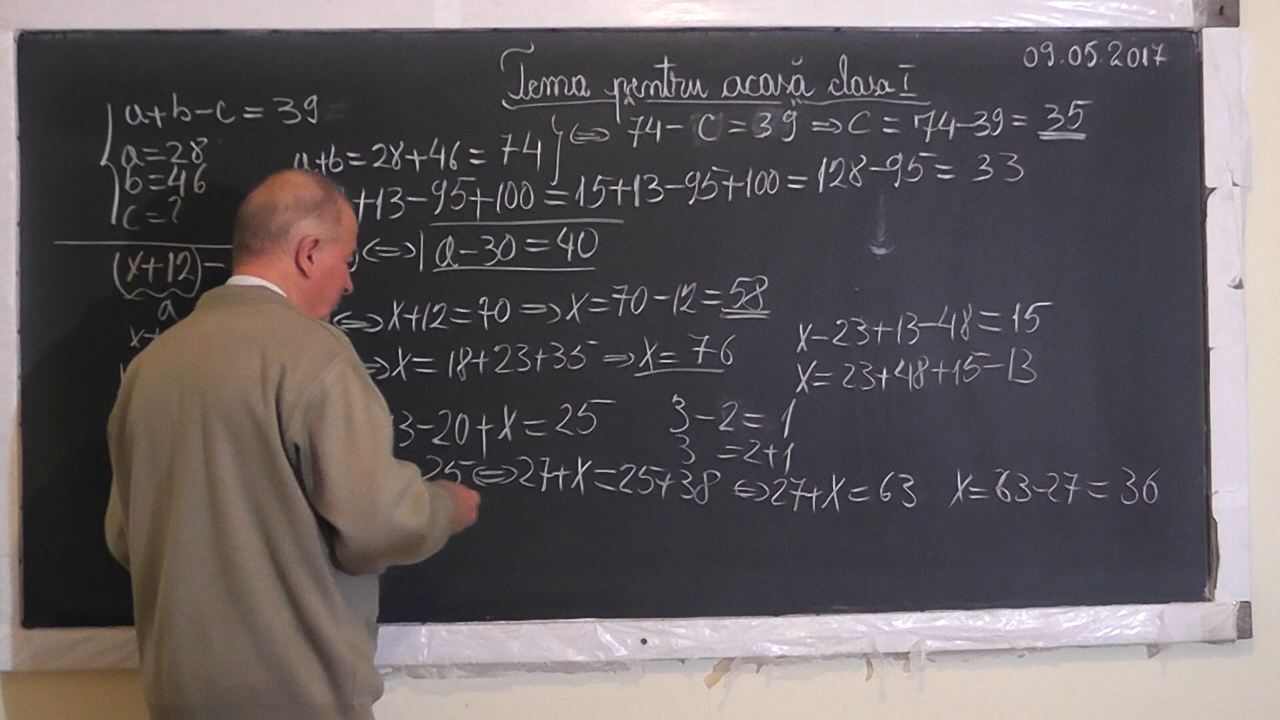 09.05.2017
Tema pentru acasă clasa I
a+b-c=39
a=28
b=46
c=?
a+b=28+46=74 } ⇔ 74-c=39 ⇒ c=74-39=35
+13-95+100=15+13-95+100=128-95=33
(x+12)-
a
⇔ a-30=40
⇔ x+12=70 ⇒ x=70-12=58
x=18+23+35 ⇒ x=76
x-23+13-48=15
x=23+48+15-13
3-20+x=25
3-2=1
3 =2+1
25 ⇔ 27+x=25+38 ⇔ 27+x=63 x=63-27=36